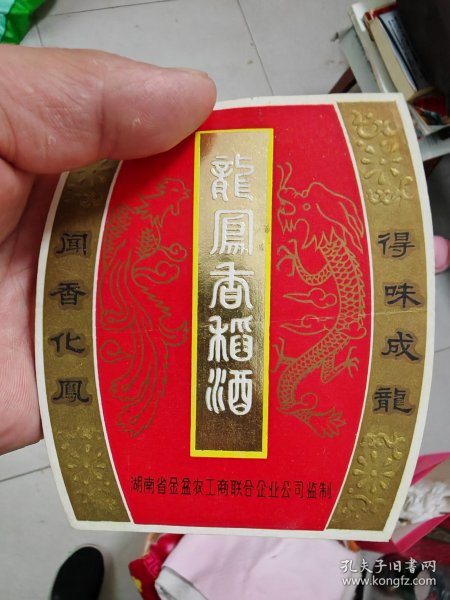 龍鳳香稻酒
得味成龍
聞香化鳳
湖南省金盆农工商联合企业公司监制
孔夫子旧书网
www.kongfz.com